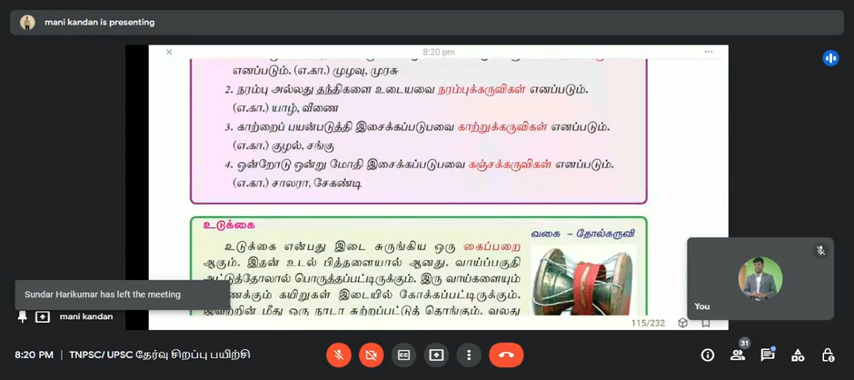 mani kandan is presenting
8:20 pm
எனப்படும். (எ.கா.) முழவு, முரசு
2. நரம்பு அல்லது தந்திகளை உடையவை நரம்புக்கருவிகள் எனப்படும்.
(எ.கா.) யாழ், வீணை
3. காற்றைப் பயன்படுத்தி இசைக்கப்படுபவை காற்றுக்கருவிகள் எனப்படும்.
(எ.கா.) குழல், சங்கு
4. ஒன்றோடு ஒன்று மோதி இசைக்கப்படுபவை கஞ்சக்கருவிகள் எனப்படும்.
(எ.கா.) சாலரா, சேகண்டி
உடுக்கை
வகை – தோல்கருவி
உடுக்கை என்பது இடை சுருங்கிய ஒரு கைப்பறை
ஆகும். இதன் உடல் பித்தளையால் ஆனது. வாய்ப்பகுதி
ஆட்டுத்தோலால் பொருத்தப்பட்டிருக்கும். இரு வாய்களையும்
கயிறுகள் இடையில் கோக்கப்பட்டிருக்கும்.
மீது ஒரு நாடா சுற்றப்பட்டுத் தொங்கும். வலது
115/232
Sundar Harikumar has left the meeting
mani kandan
You
8:20 PM | TNPSC/ UPSC தேர்வு சிறப்பு பயிற்சி
31